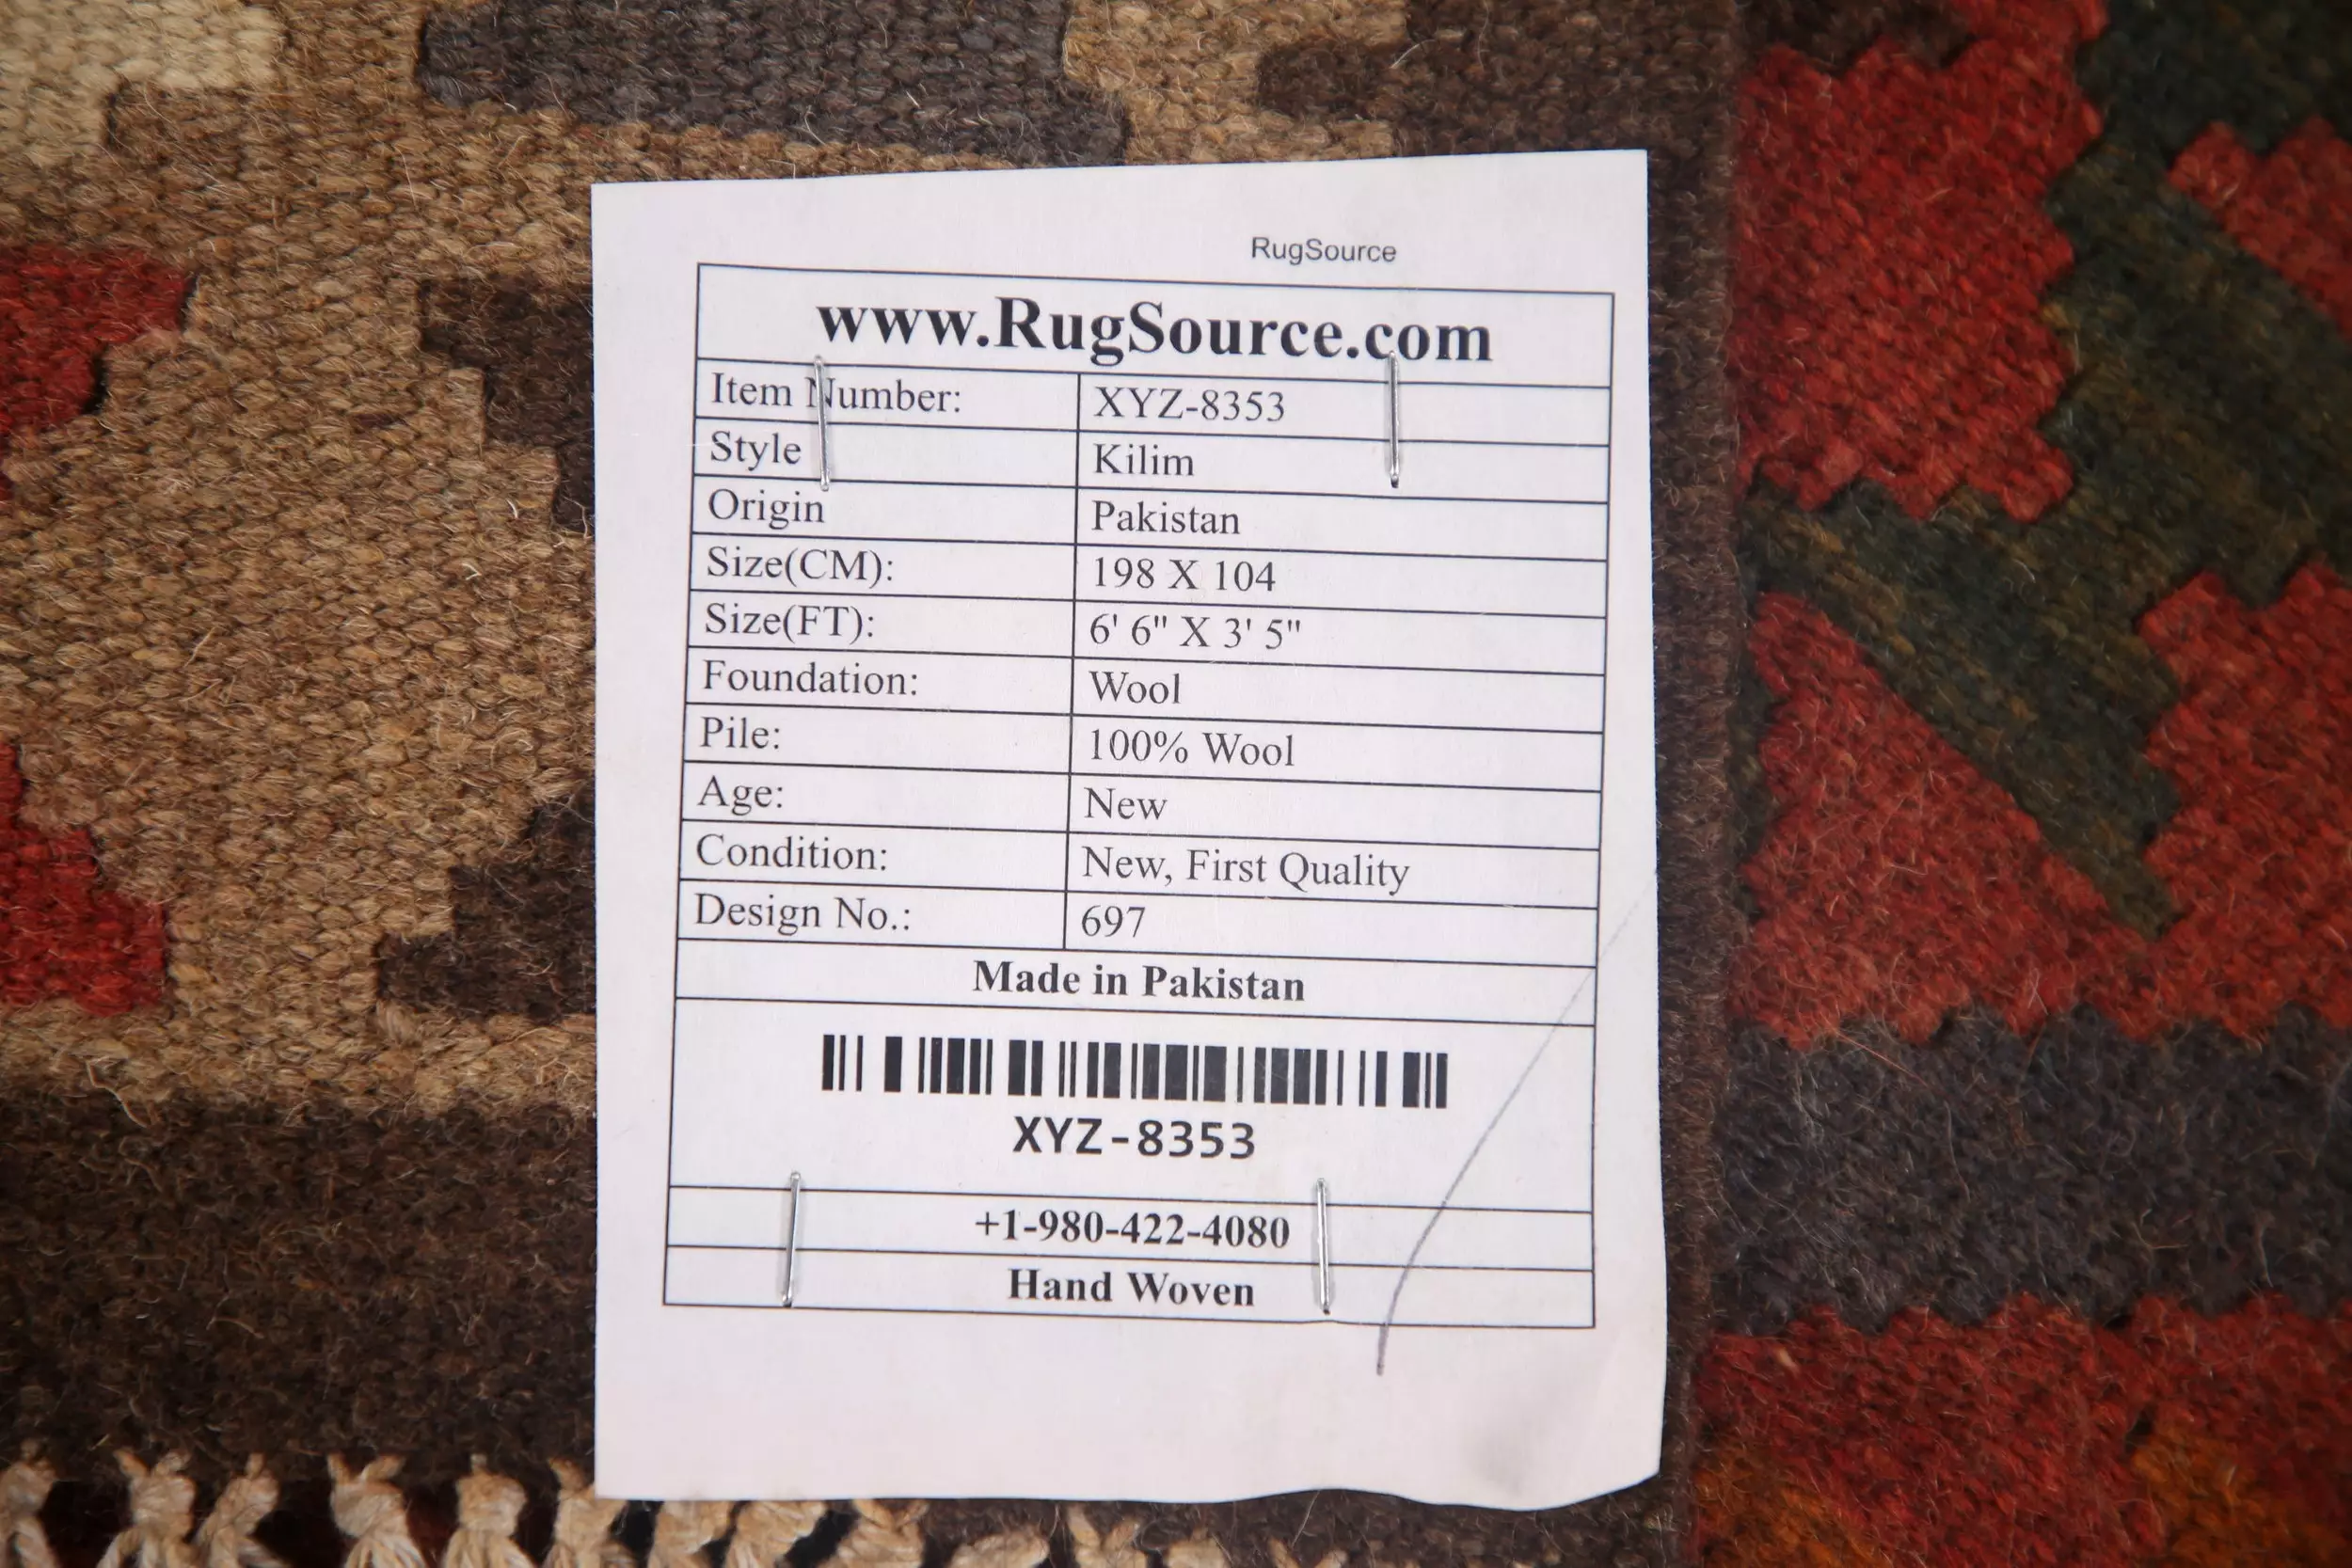 RugSource
www.RugSource.com
Item Number: XYZ-8353
Style Kilim
Origin Pakistan
Size(CM): 198 X 104
Size(FT): 6' 6" X 3' 5"
Foundation: Wool
Pile: 100% Wool
Age: New
Condition: New, First Quality
Design No.: 697
Made in Pakistan
XYZ-8353
+1-980-422-4080
Hand Woven